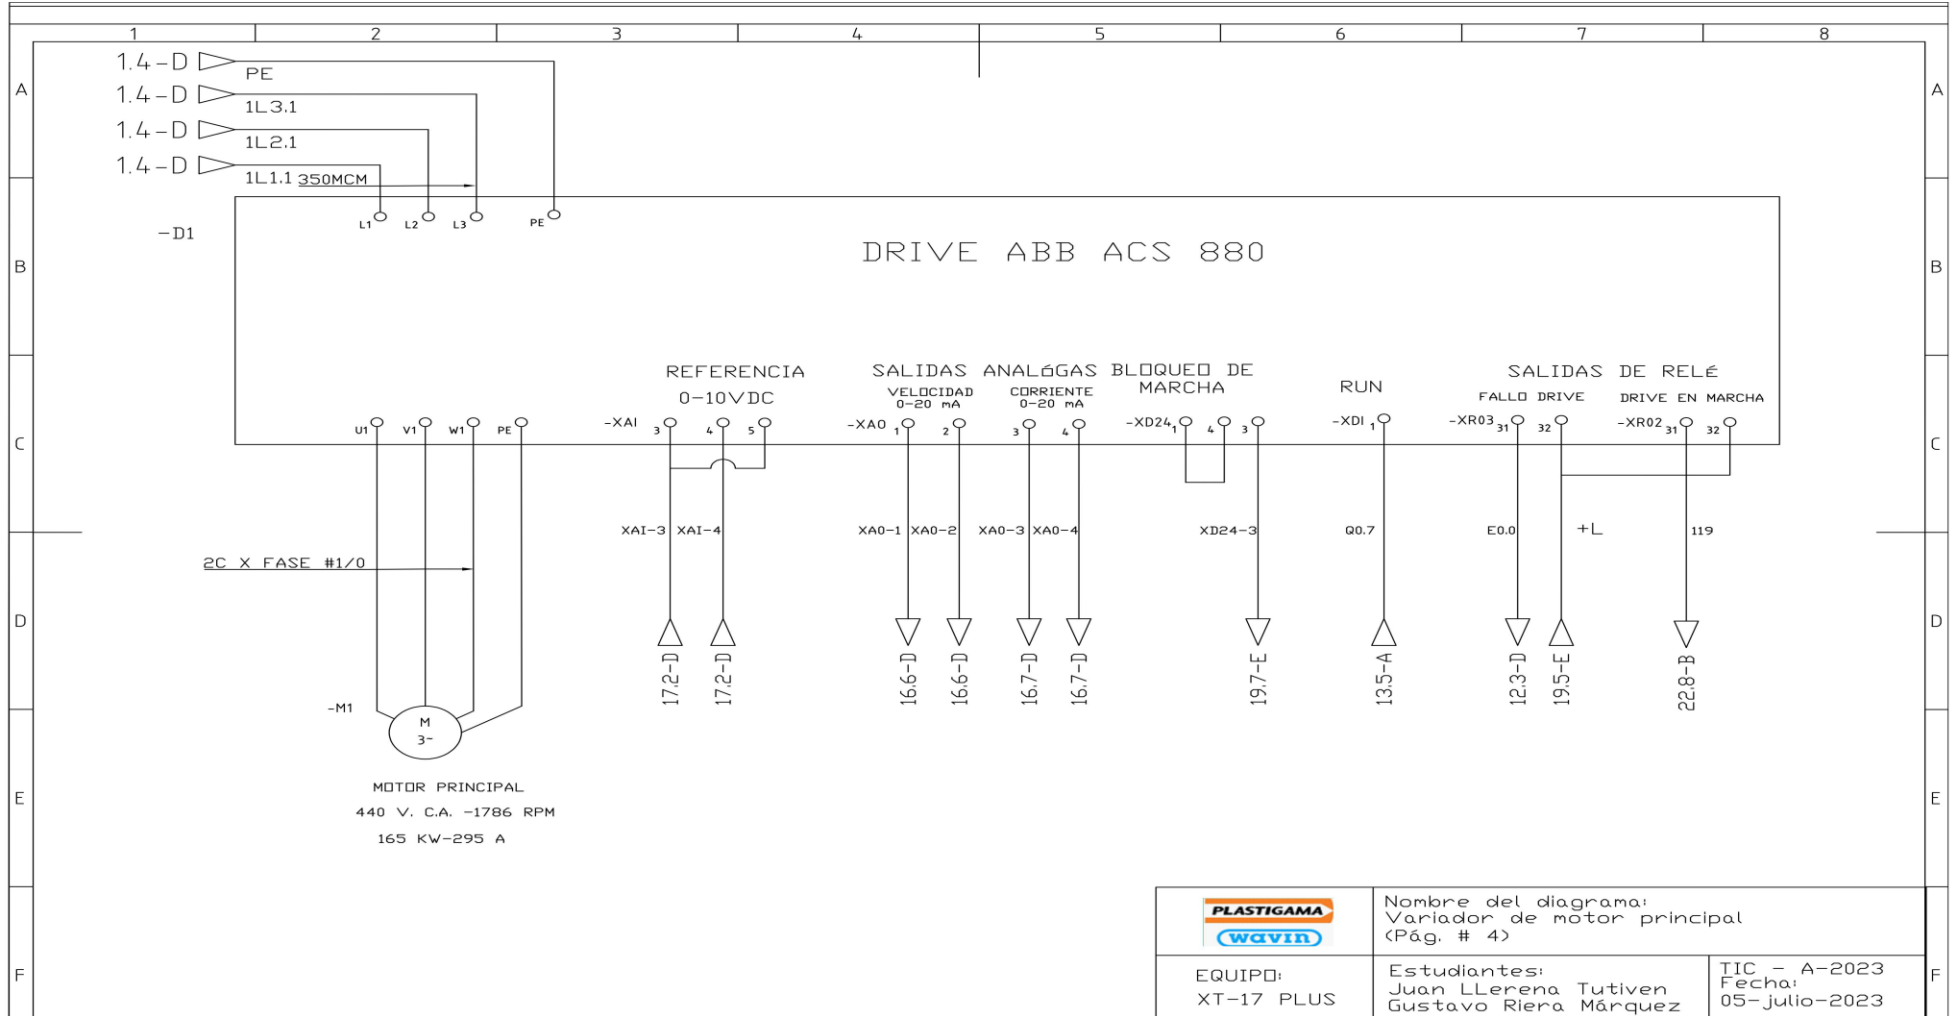 1 2 3 4 5 6 7 8
A A
1.4-D PE
1.4-D 1L3.1
1.4-D 1L2.1
1.4-D 1L1.1 350MCM
-D1
L1 L2 L3 PE
DRIVE ABB ACS 880
B B
REFERENCIA
0-10VDC
SALIDAS ANALóGAS
VELOCIDAD
0-20 mA
CORRIENTE
0-20 mA
BLOQUEO DE
MARCHA
RUN
SALIDAS DE RELé
FALLO DRIVE DRIVE EN MARCHA
U1 V1 W1 PE -XAI 3 4 5 -XAO 1 2 3 4 -XD24 1 4 3 -XDI 1 -XRO3 31 32 -XRO2 31 32
C C
XAI-3 XAI-4 XAO-1 XAO-2 XAO-3 XAO-4 XD24-3 Q0.7 E0.0 +L 119
2C X FASE #1/0
D D
17.2-D 17.2-D 16.6-D 16.6-D 16.7-D 16.7-D 19.7-E 13.5-A 12.3-D 19.5-E 22.8-B
-M1
M
3~
MOTOR PRINCIPAL
440 V. C.A. -1786 RPM
165 KW-295 A
E E
PLASTIGAMA
wavin
Nombre del diagrama:
Variador de motor principal
(Pág. # 4)
F F
EQUIPO:
XT-17 PLUS
Estudiantes:
Juan LLerena Tutiven
Gustavo Riera Márquez
TIC - A-2023
Fecha:
05-julio-2023